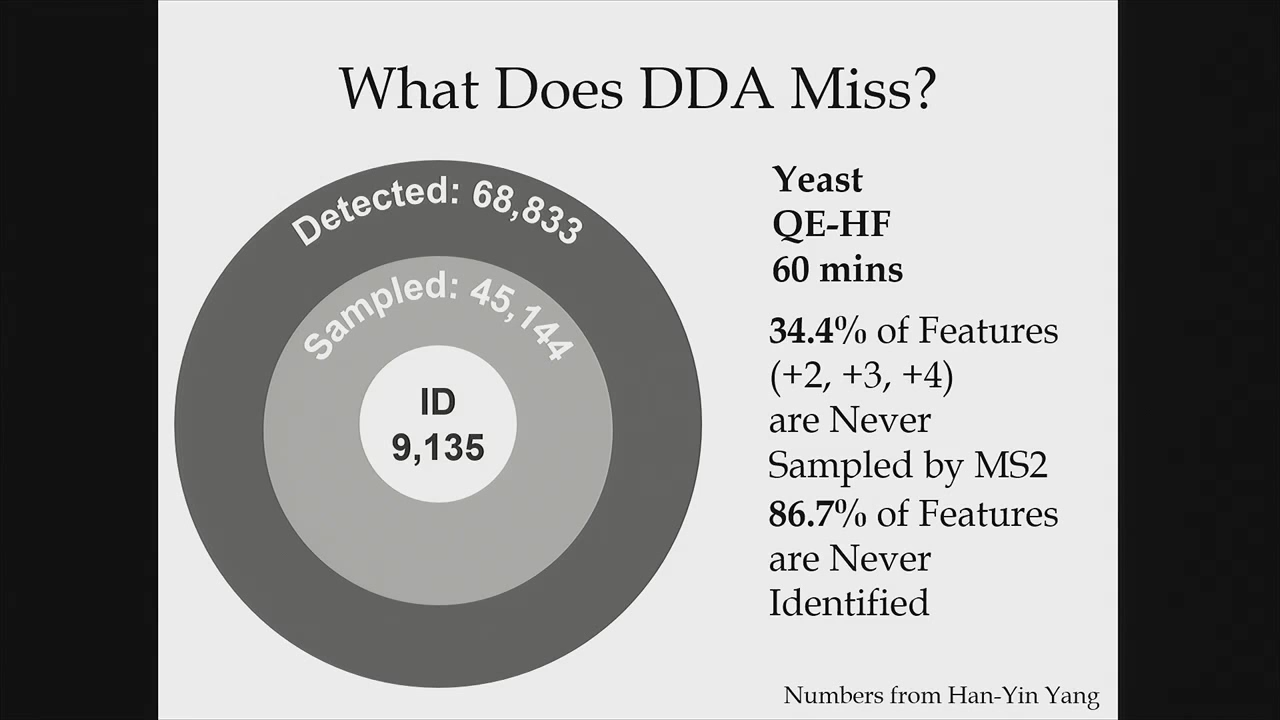 What Does DDA Miss?
Detected: 68,833
Sampled: 45,144
ID
9,135
Yeast
QE-HF
60 mins
34.4% of Features
(+2, +3, +4)
are Never
Sampled by MS2
86.7% of Features
are Never
Identified
Numbers from Han-Yin Yang